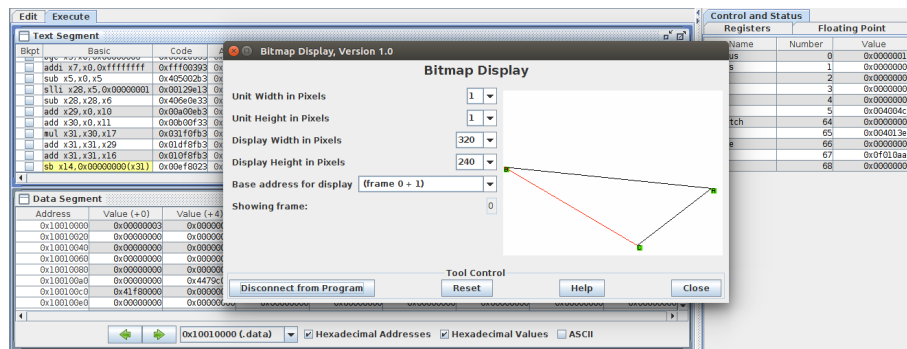 Edit Execute
Text Segment
Bkpt Basic Code
addi x7,x0,0xffffffff 0xfff00393
sub x5,x0,x5 0x405002b3
slli x28,x5,0x00000001 0x00129e13
sub x28,x28,x6 0x406e0e33
add x29,x0,x10 0x00a00eb3
add x30,x0,x11 0x00b00f33
mul x31,x30,x17 0x031f0fb3
add x31,x31,x29 0x01df8fb3
add x31,x31,x16 0x010f8fb3
sb x14,0x00000000(x31) 0x00ef8023
Data Segment
Address Value (+0) Value (+4)
0x10010000 0x00000003
0x10010020 0x00000000
0x10010040 0x00000000
0x10010060 0x00000000
0x10010080 0x00000000
0x100100a0 0x00000000 0x4479c0
0x100100c0 0x41f80000
0x100100e0 0x00000000
0x10010000 (.data) Hexadecimal Addresses Hexadecimal Values ASCII
Bitmap Display, Version 1.0
Bitmap Display
Unit Width in Pixels 1
Unit Height in Pixels 1
Display Width in Pixels 320
Display Height in Pixels 240
Base address for display (frame 0 + 1)
Showing frame: 0
B
A
C
Tool Control
Disconnect from Program Reset Help Close
Control and Status
Registers Floating Point
Name Number Value
0 0x0000001
1 0x0000000
2 0x0000000
3 0x0000000
4 0x0000000
5 0x004004c
64 0x0000000
65 0x004013e
66 0x0000000
67 0x0f010aa
68 0x0000000